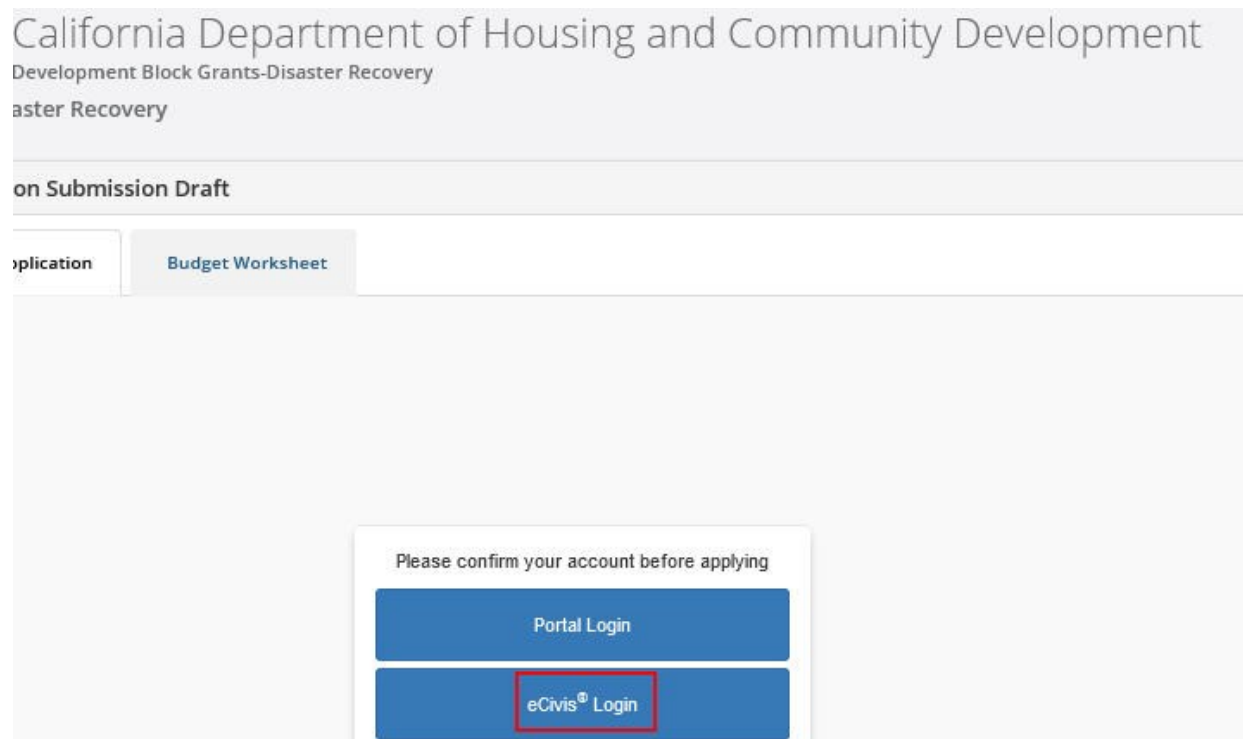 California Department of Housing and Community Development
Development Block Grants-Disaster Recovery
aster Recovery
on Submission Draft
pplication Budget Worksheet
Please confirm your account before applying
Portal Login
eCivis® Login